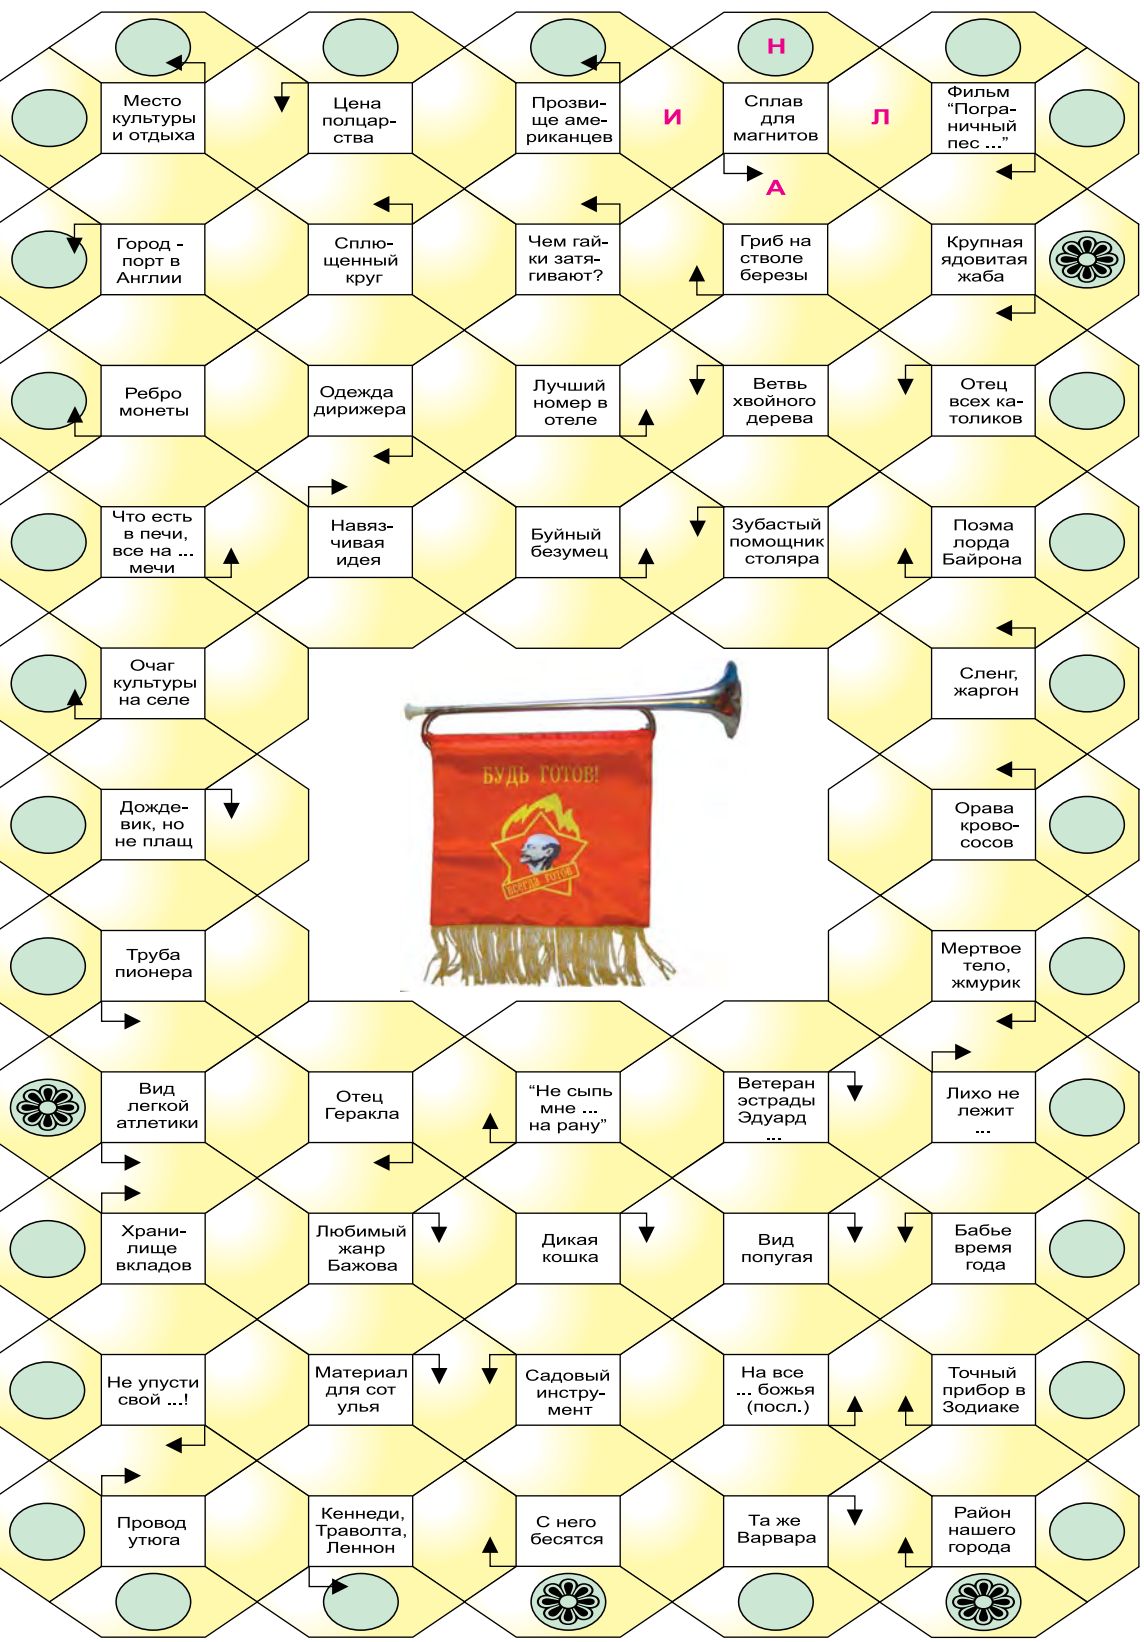 Н
Место
культуры
и отдыха
Цена
полцар-
ства
Прозви-
ще аме-
риканцев
И
Сплав
для
магнитов
Л
Фильм
“Погра-
ничный
пес ...”
А
Город -
порт в
Англии
Сплю-
щенный
круг
Чем гай-
ки затя-
гивают?
Гриб на
стволе
березы
Крупная
ядовитая
жаба
Ребро
монеты
Одежда
дирижера
Лучший
номер в
отеле
Ветвь
хвойного
дерева
Отец
всех ка-
толиков
Что есть
в печи,
все на ...
мечи
Навяз-
чивая
идея
Буйный
безумец
Зубастый
помощник
столяра
Поэма
лорда
Байрона
Очаг
культуры
на селе
Сленг,
жаргон
БУДЬ ГОТОВ!
ВСЕГДА ГОТОВ
Дожде-
вик, но
не плащ
Орава
крово-
сосов
Труба
пионера
Мертвое
тело,
жмурик
Вид
легкой
атлетики
Отец
Геракла
“Не сыпь
мне ...
на рану”
Ветеран
эстрады
Эдуард
...
Лихо не
лежит
...
Храни-
лище
вкладов
Любимый
жанр
Бажова
Дикая
кошка
Вид
попугая
Бабье
время
года
Не упусти
свой ...!
Материал
для сот
улья
Садовый
инстру-
мент
На все
... божья
(посл.)
Точный
прибор в
Зодиаке
Провод
утюга
Кеннеди,
Траволта,
Леннон
С него
бесятся
Та же
Варвара
Район
нашего
города